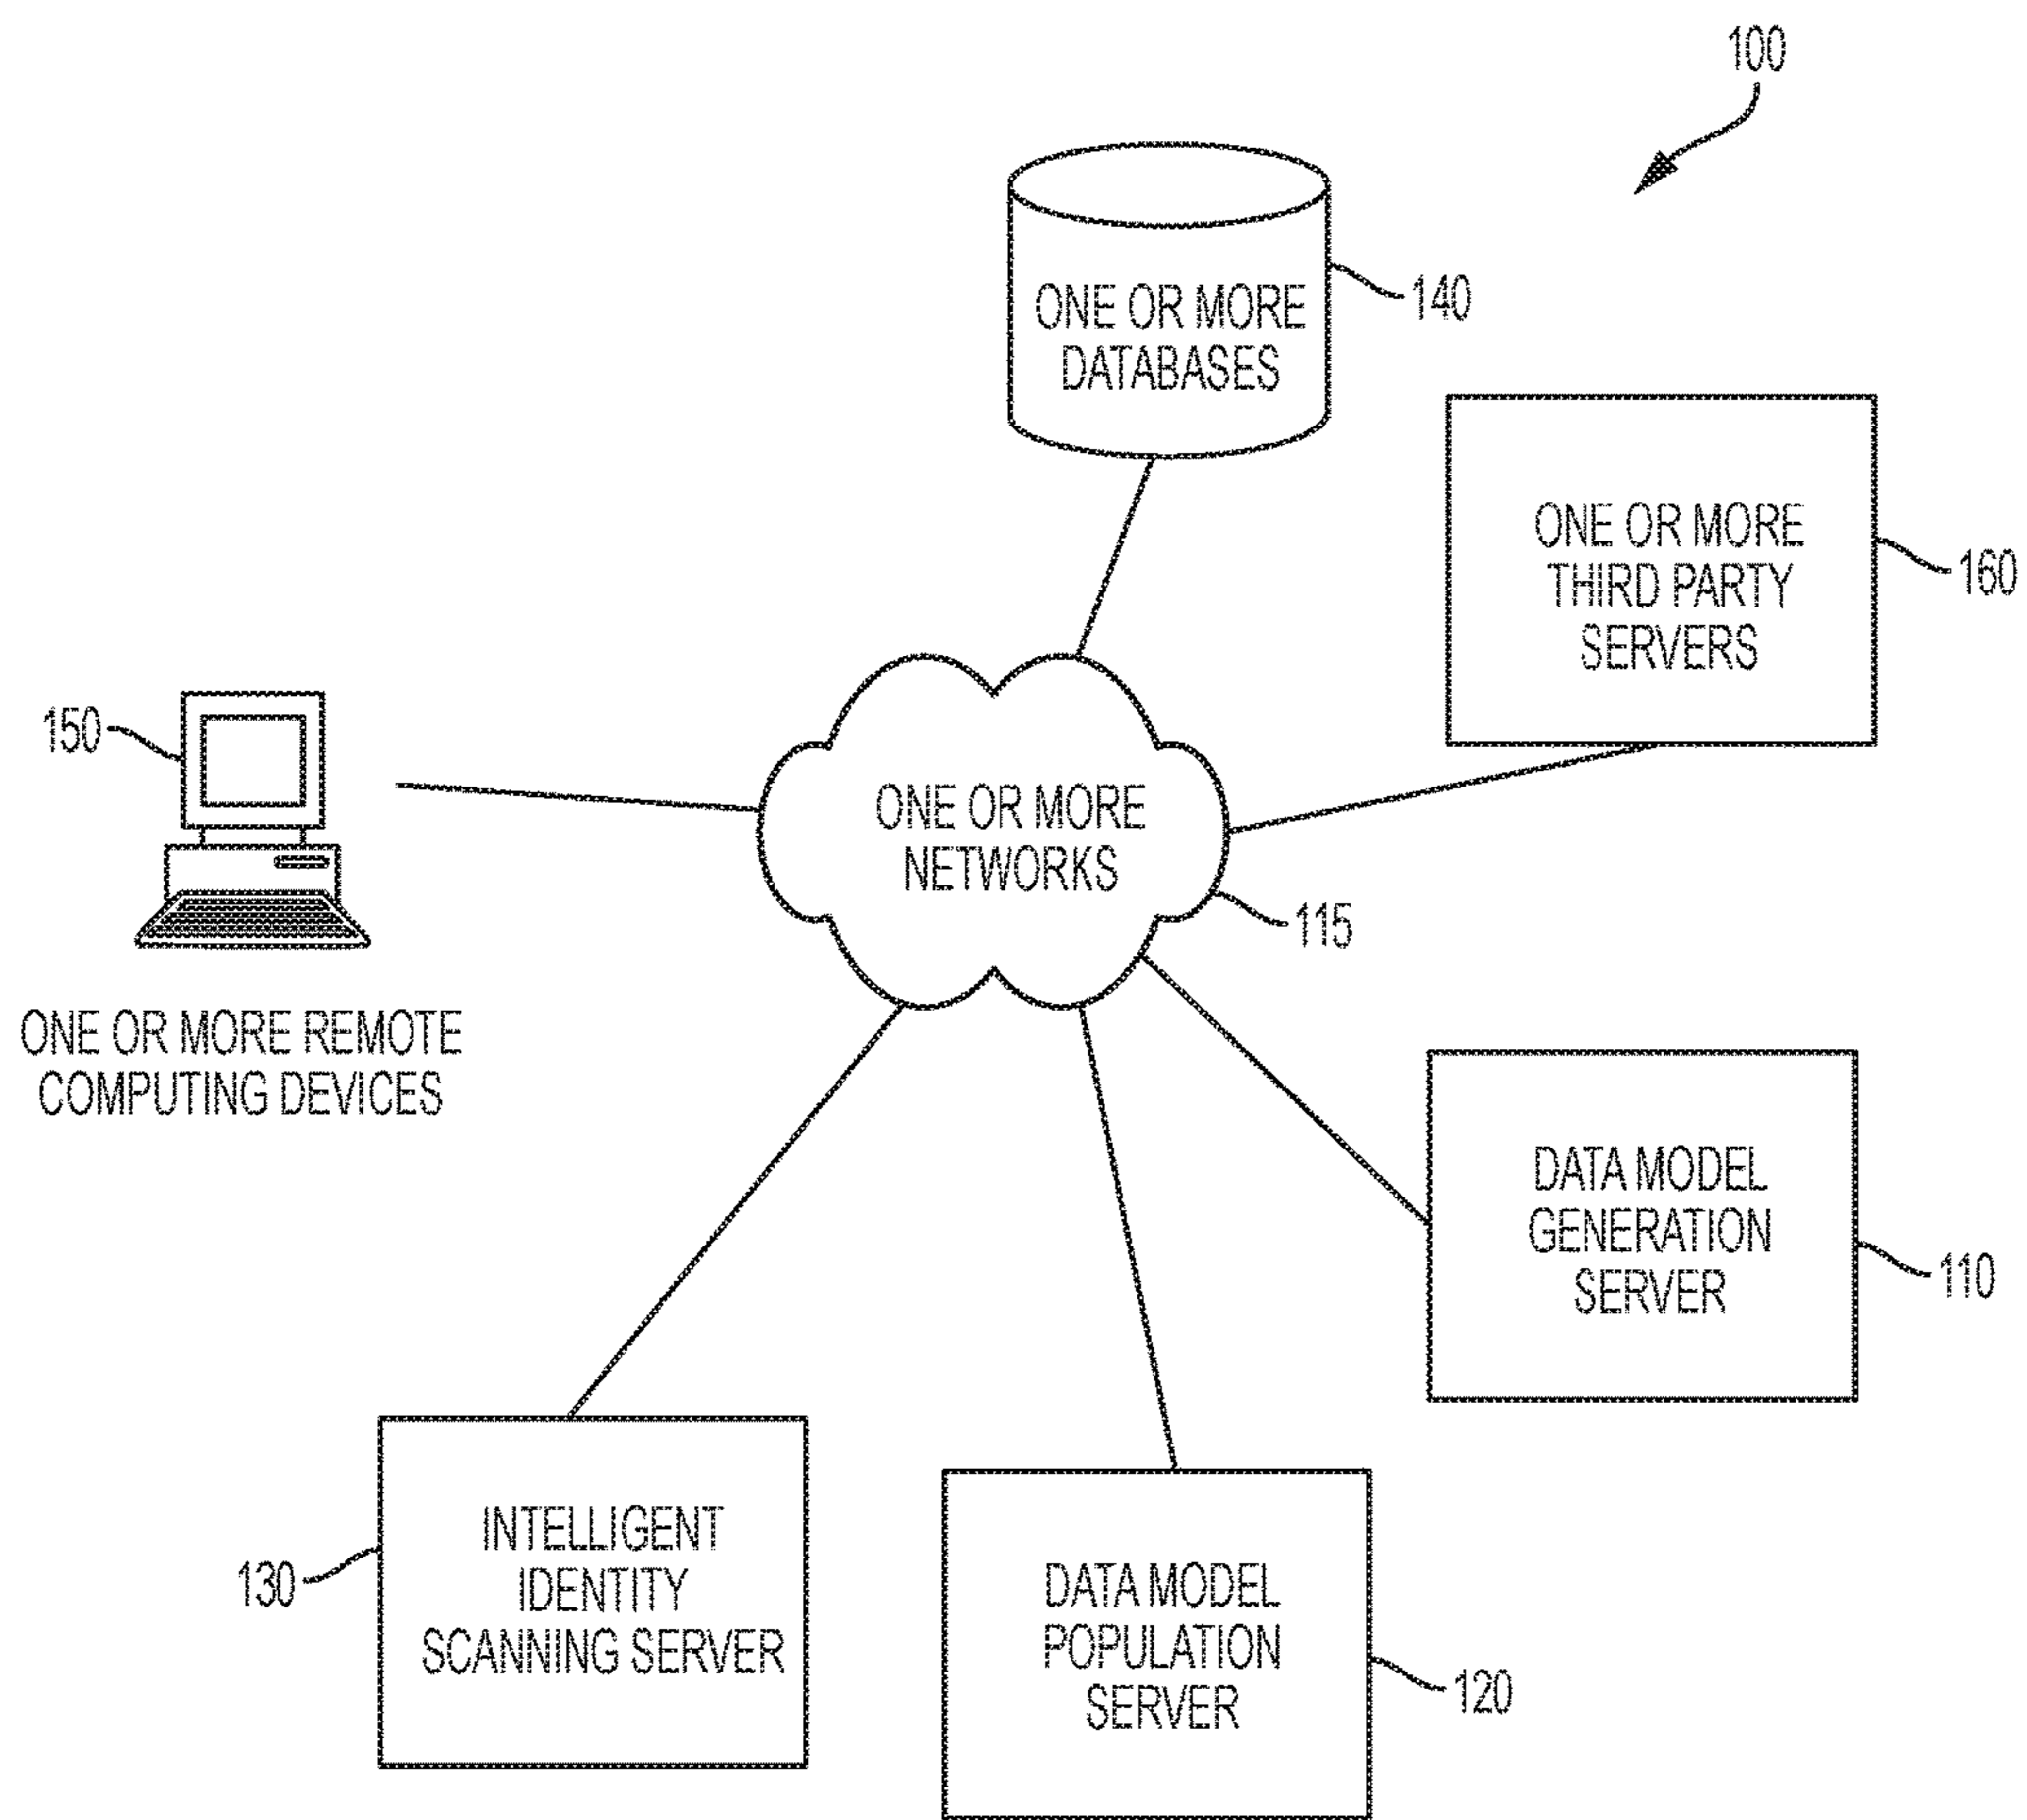 100
ONE OR MORE
DATABASES
140
ONE OR MORE
THIRD PARTY
SERVERS
160
150
ONE OR MORE
NETWORKS
115
ONE OR MORE REMOTE
COMPUTING DEVICES
DATA MODEL
GENERATION
SERVER
110
INTELLIGENT
IDENTITY
SCANNING SERVER
130
DATA MODEL
POPULATION
SERVER
120